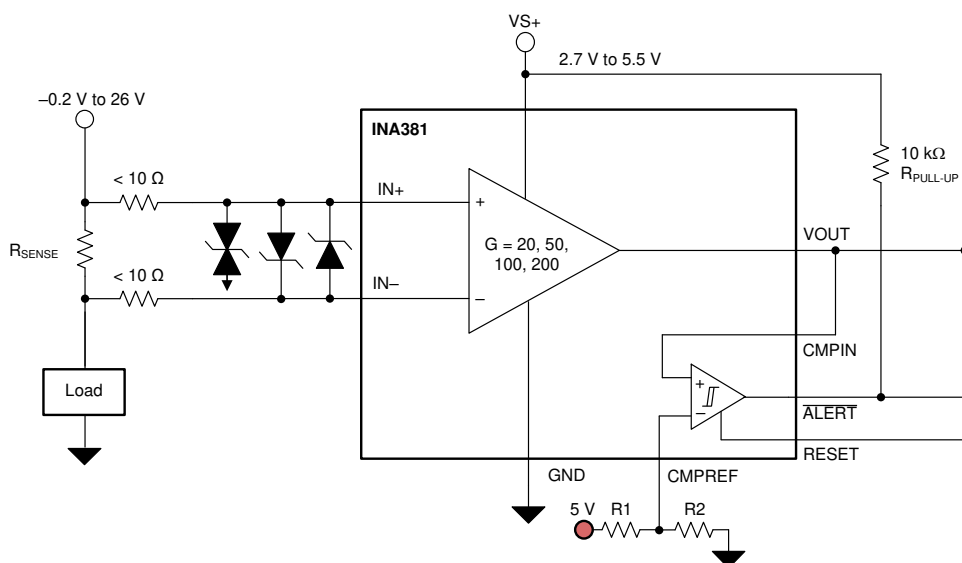 VS+
2.7 V to 5.5 V
–0.2 V to 26 V
INA381
10 kΩ
RPULL-UP
< 10 Ω
IN+
+
RSENSE
G = 20, 50,
100, 200
VOUT
< 10 Ω
IN–
–
CMPIN
Load
+
–
ALERT
RESET
GND
CMPREF
5 V
R1
R2